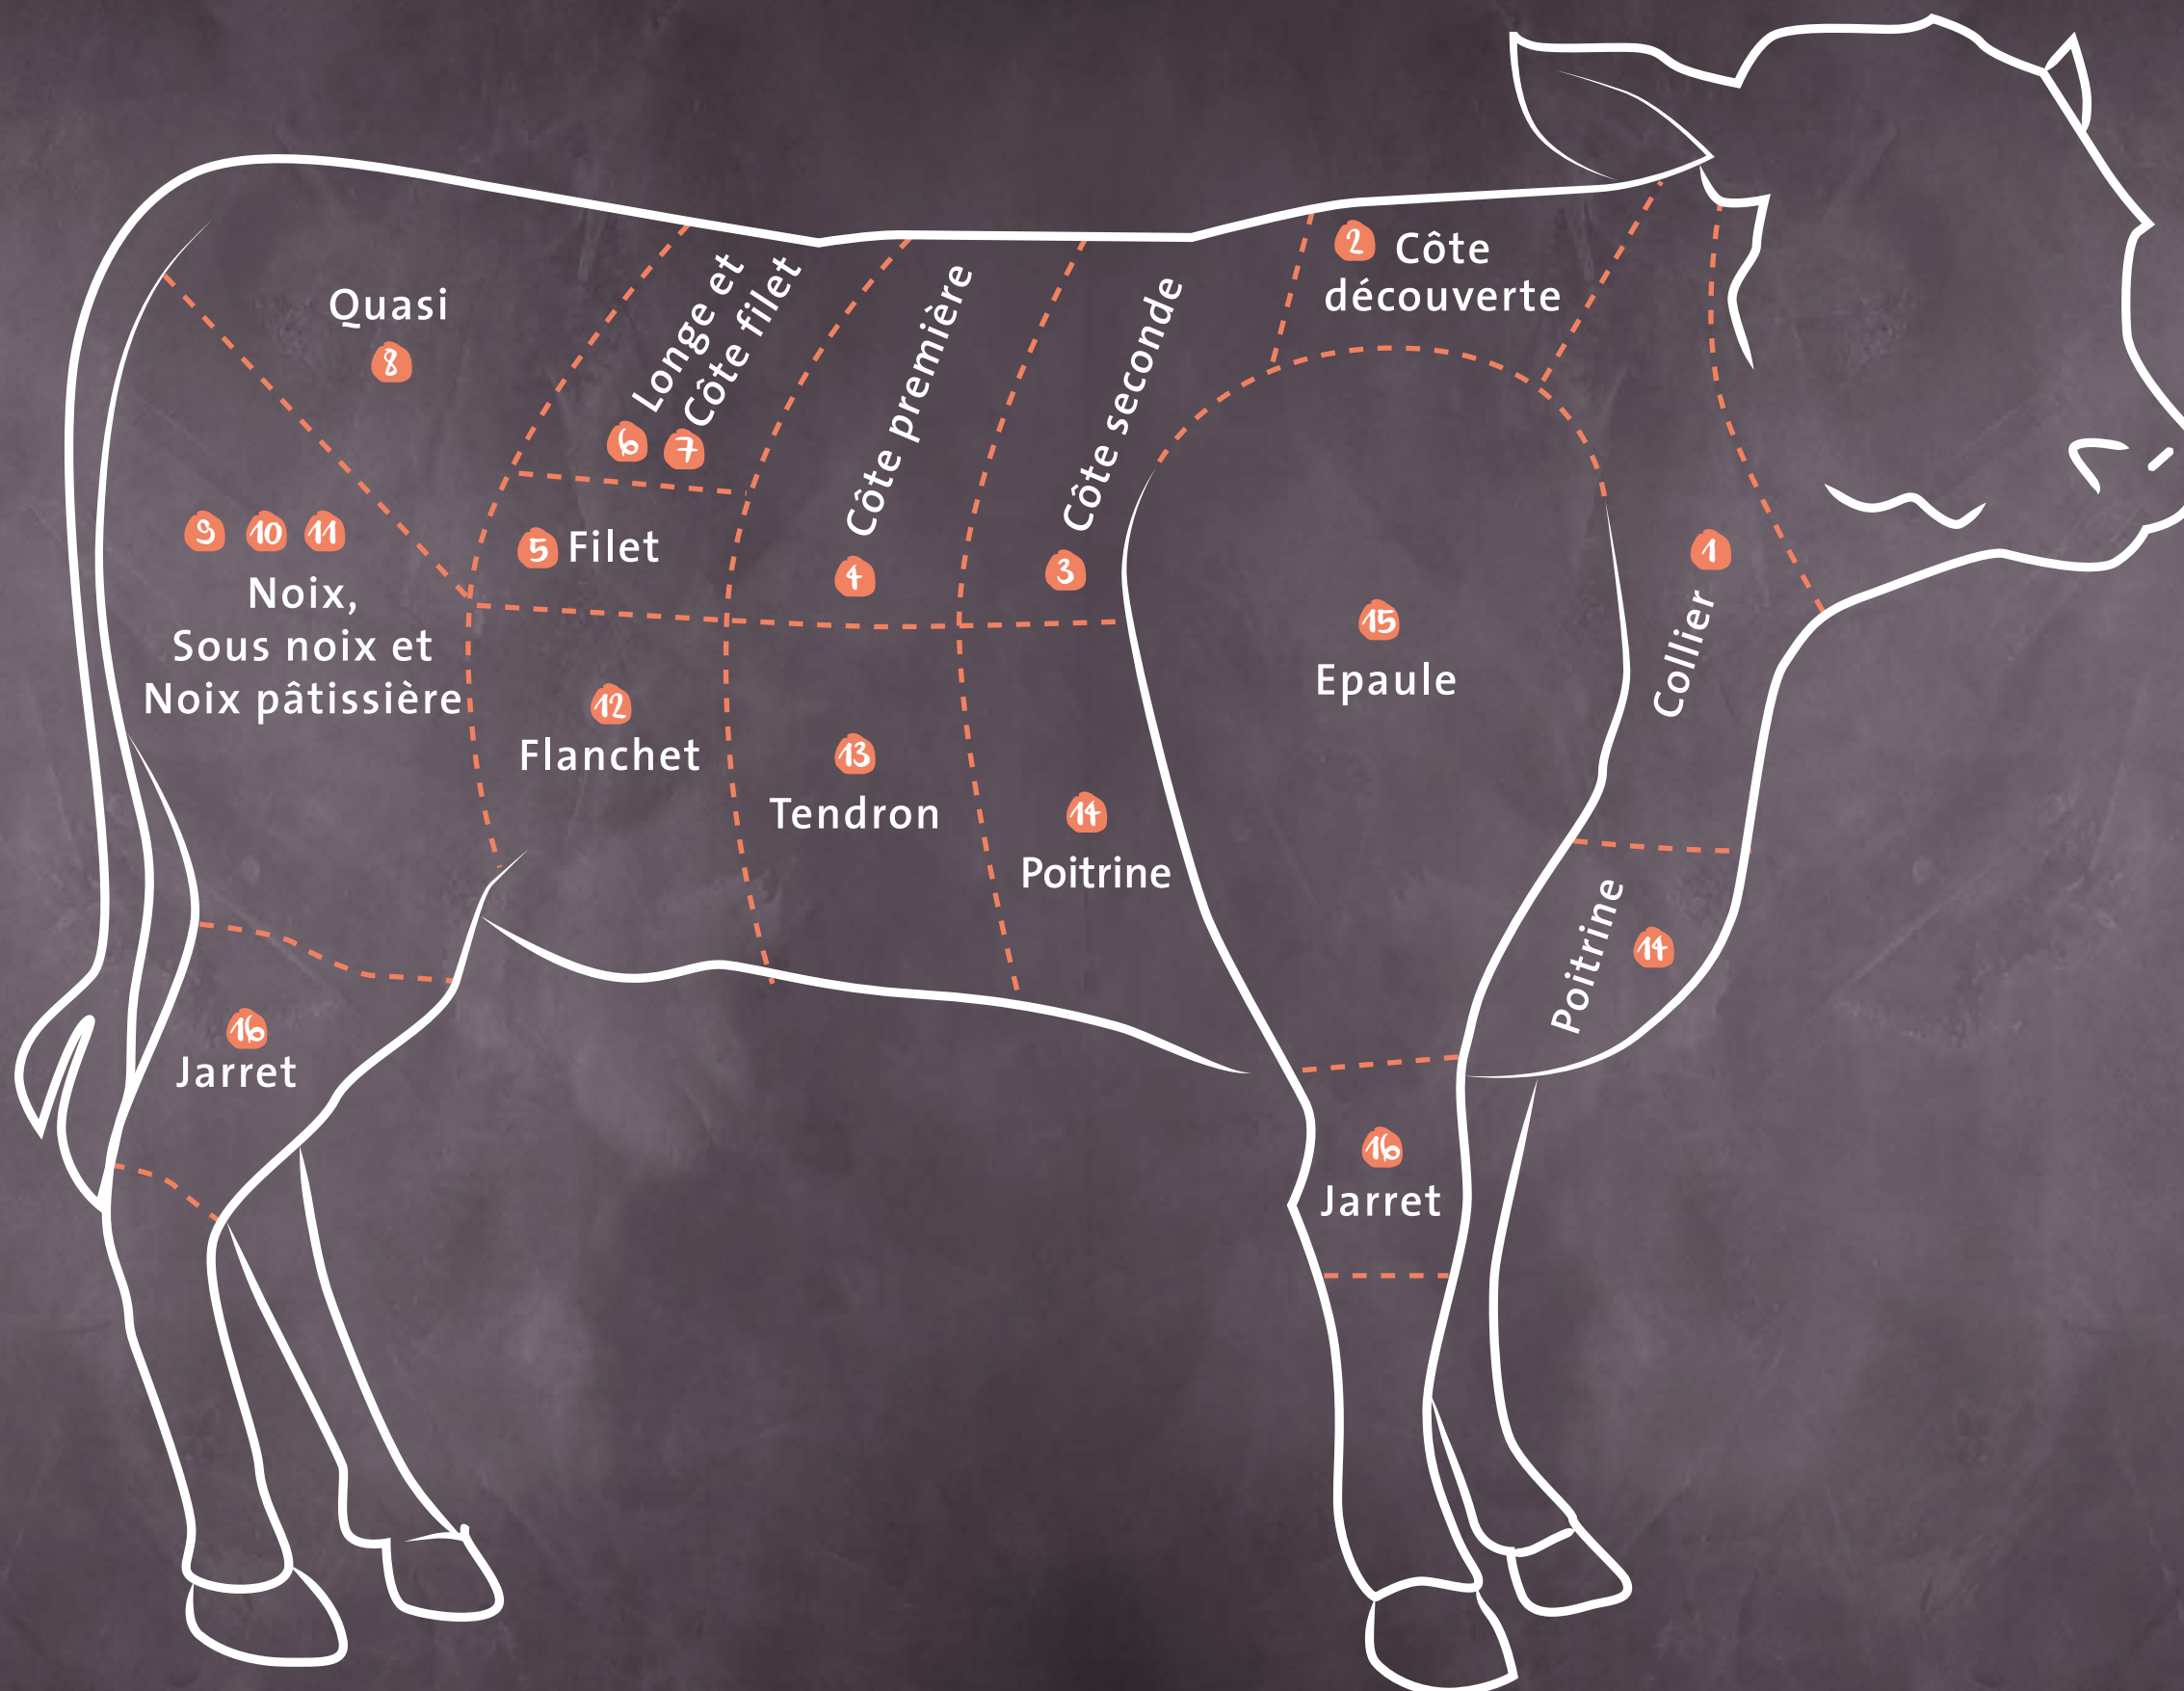 2 Côte
découverte
Quasi
8
Longe et
Côte filet
6 7
Côte première
4
Côte seconde
3
1
Collier
5 Filet
9 10 11
Noix,
Sous noix et
Noix pâtissière
15
Epaule
12
Flanchet
13
Tendron
14
Poitrine
Poitrine
14
16
Jarret
16
Jarret